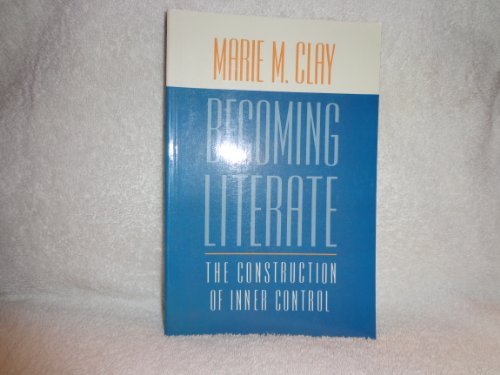 MARIE M. CLAY
BECOMING
LITERATE
THE CONSTRUCTION
OF INNER CONTROL